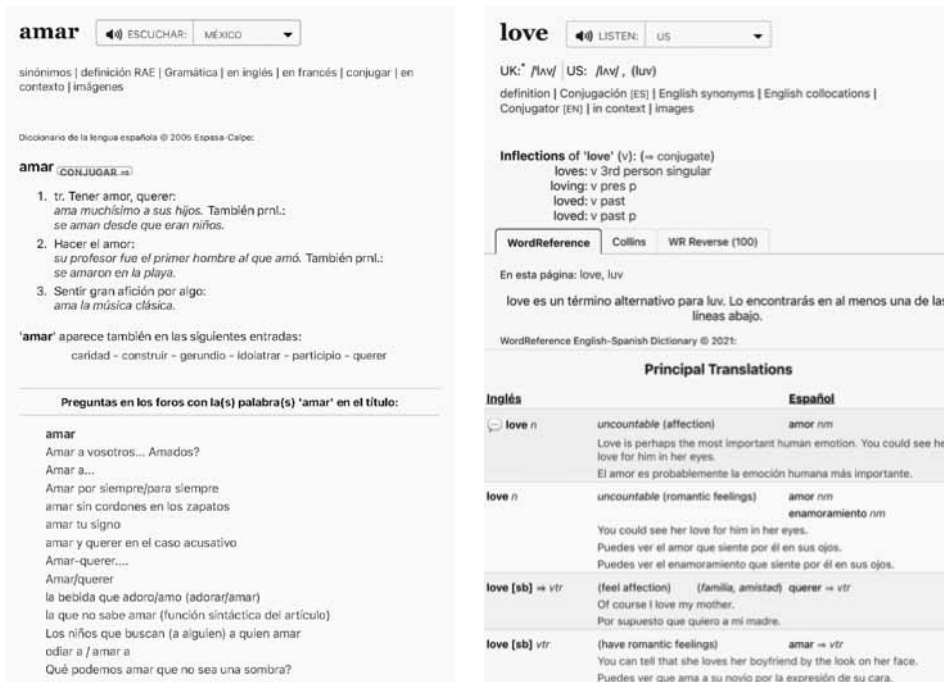 amar ESCUCHAR: MÉXICO
sinónimos | definición RAE | Gramática | en inglés | en francés | conjugar | en
contexto | imágenes
Diccionario de la lengua española © 2005 Espasa-Calpe:
amar CONJUGAR
1. tr. Tener amor, querer:
ama muchísimo a sus hijos. También prnl.:
se aman desde que eran niños.
2. Hacer el amor:
su profesor fue el primer hombre al que amó. También prnl.:
se amaron en la playa.
3. Sentir gran afición por algo:
ama la música clásica.
'amar' aparece también en las siguientes entradas:
caridad - construir - gerundio - idolatrar - participio - querer
Preguntas en los foros con la(s) palabra(s) 'amar' en el título:
amar
Amar a vosotros... Amados?
Amar a...
Amar por siempre/para siempre
amar sin cordones en los zapatos
amar tu signo
amar y querer en el caso acusativo
Amar-querer....
Amar/querer
la bebida que adoro/amo (adorar/amar)
la que no sabe amar (función sintáctica del artículo)
Los niños que buscan (a alguien) a quien amar
odiar a / amar a
Qué podemos amar que no sea una sombra?
love LISTEN: US
UK:* /ˈlʌv/ US: /lʌv/ , (luv)
definition | Conjugación [ES] | English synonyms | English collocations |
Conjugator [EN] | in context | images
Inflections of 'love' (v): (⇒ conjugate)
loves: v 3rd person singular
loving: v pres p
loved: v past
loved: v past p
WordReference Collins WR Reverse (100)
En esta página: love, luv
love es un término alternativo para luv. Lo encontrarás en al menos una de las
líneas abajo.
WordReference English-Spanish Dictionary © 2021:
Principal Translations
Inglés Español
love n uncountable (affection) amor nm
Love is perhaps the most important human emotion. You could see he
love for him in her eyes.
El amor es probablemente la emoción humana más importante.
love n uncountable (romantic feelings) amor nm
enamoramiento nm
You could see her love for him in her eyes.
Puedes ver el amor que siente por él en sus ojos.
Puedes ver el enamoramiento que siente por él en sus ojos.
love [sb] ⇒ vtr (feel affection) (familia, amistad) querer ⇒ vtr
Of course I love my mother.
Por supuesto que quiero a mi madre.
love [sb] vtr (have romantic feelings) amar ⇒ vtr
You can tell that she loves her boyfriend by the look on her face.
Puedes ver que ama a su novio por la expresión de su cara.